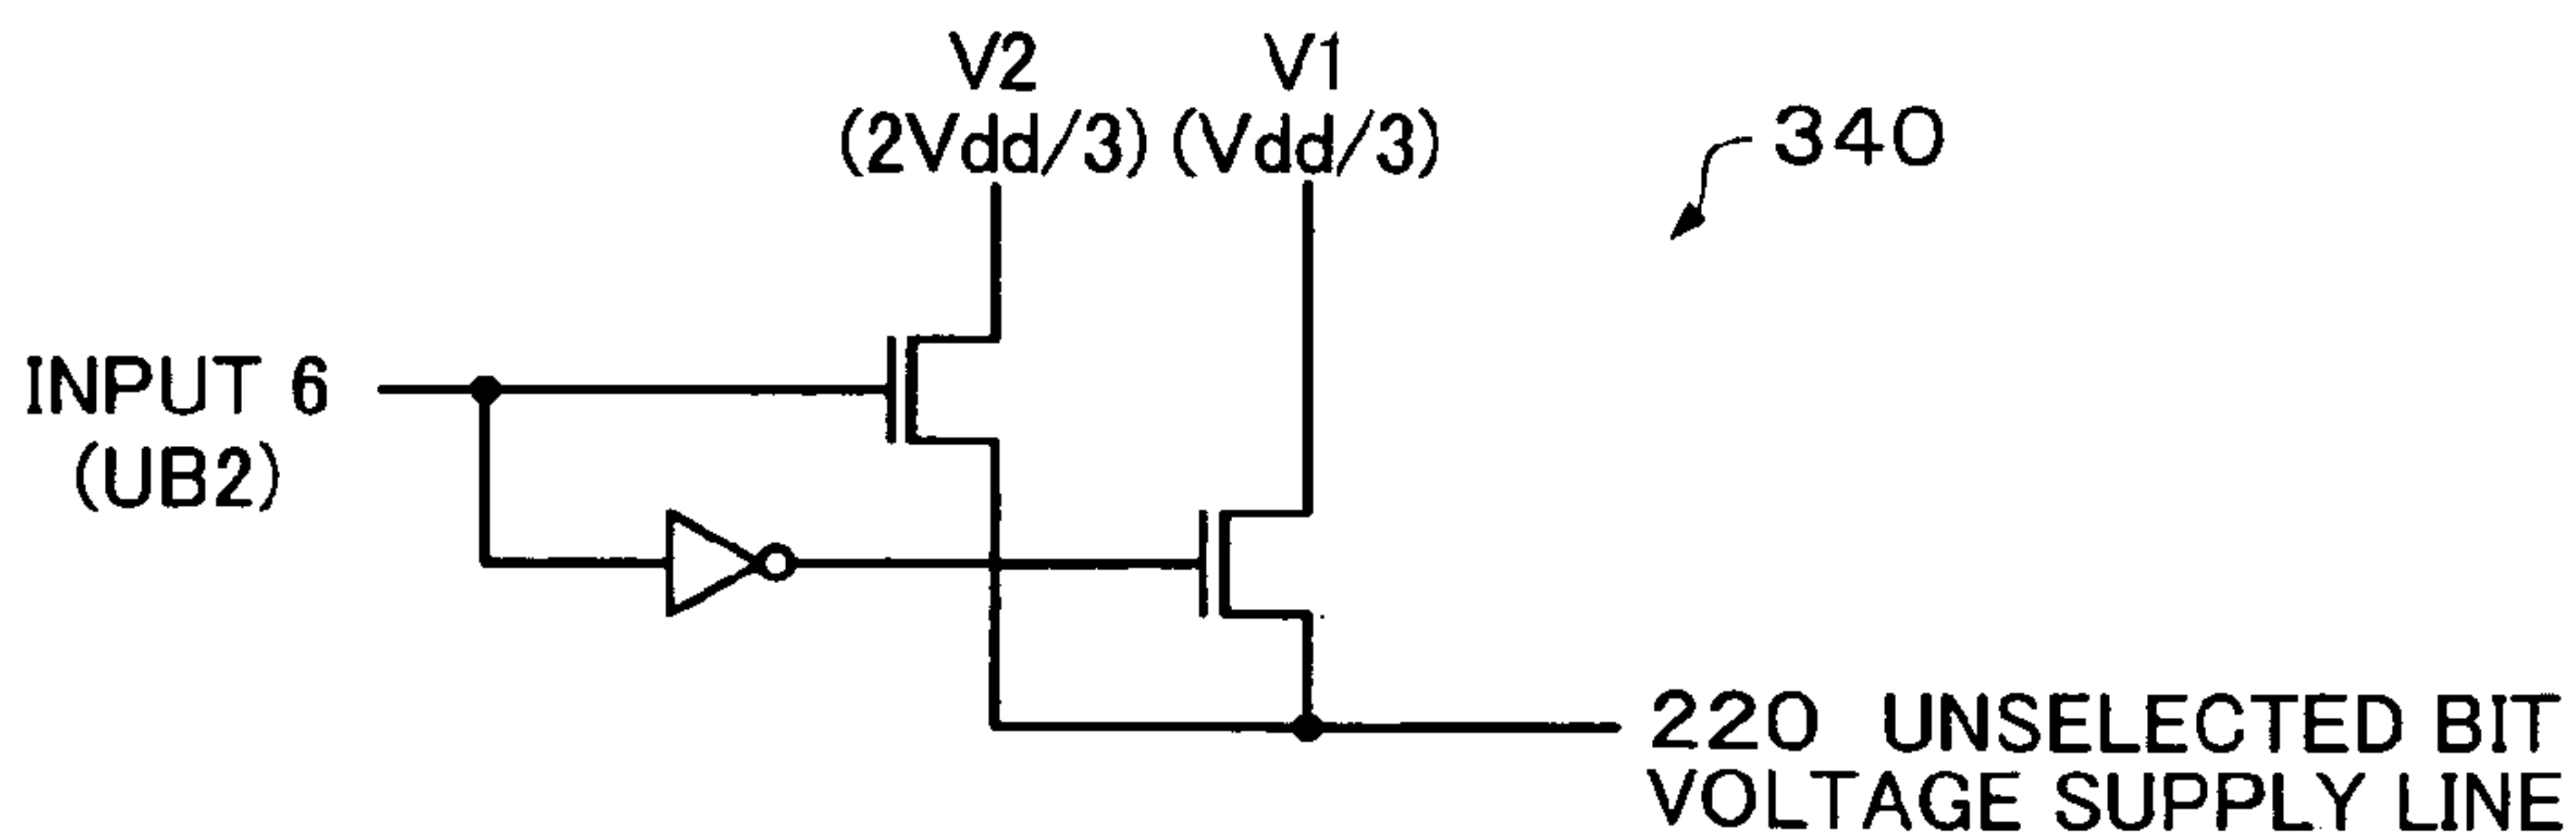 V2 V1
(2Vdd/3) (Vdd/3)
340
INPUT 6
(UB2)
220 UNSELECTED BIT
VOLTAGE SUPPLY LINE